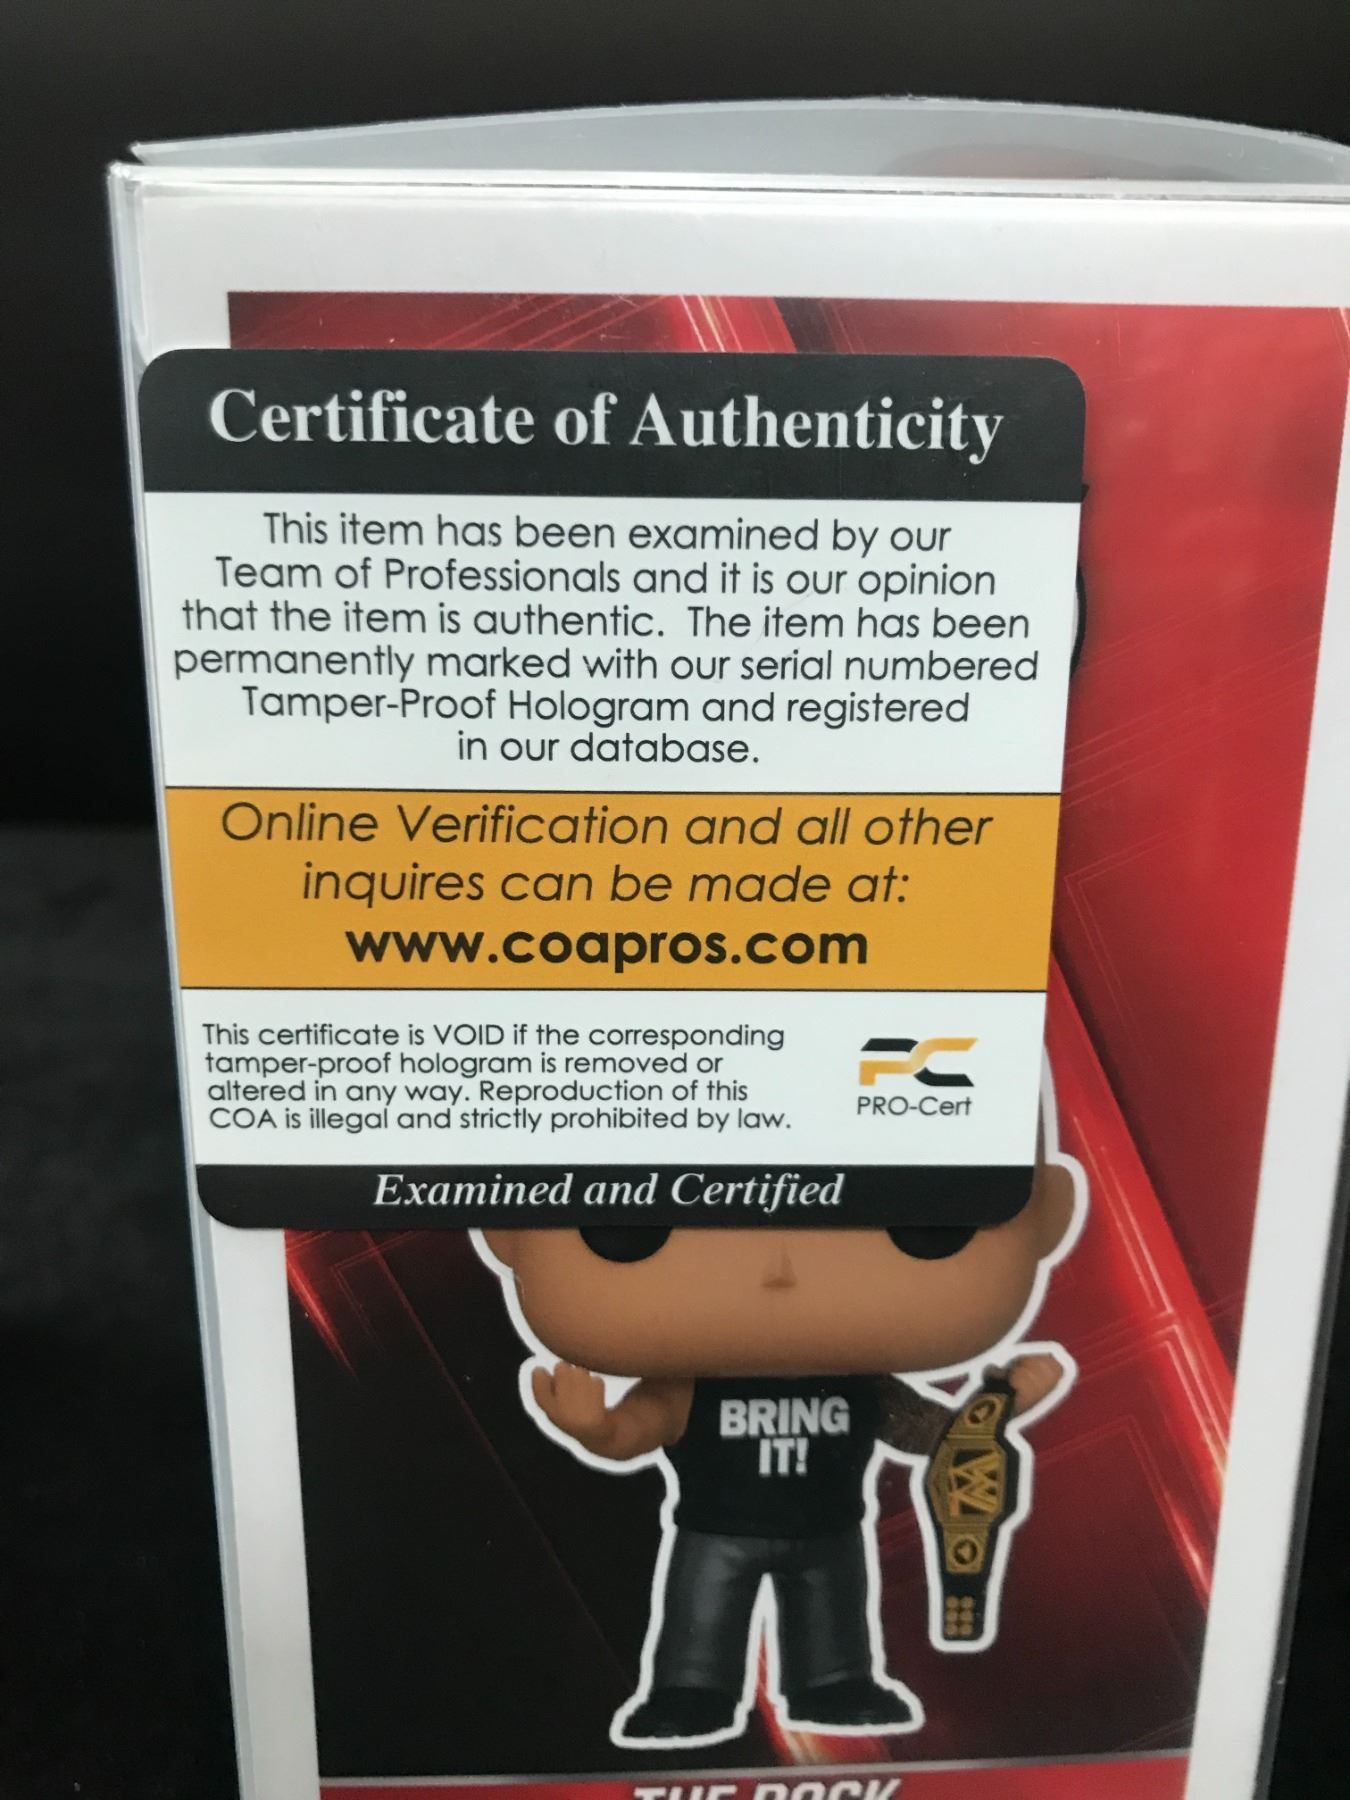 Certificate of Authenticity
This item has been examined by our
Team of Professionals and it is our opinion
that the item is authentic. The item has been
permanently marked with our serial numbered
Tamper-Proof Hologram and registered
in our database.
Online Verification and all other
inquires can be made at:
www.coapros.com
This certificate is VOID if the corresponding
tamper-proof hologram is removed or
altered in any way. Reproduction of this
COA is illegal and strictly prohibited by law.
PC
PRO-Cert
Examined and Certified
BRING
IT!
W
THE ROCK